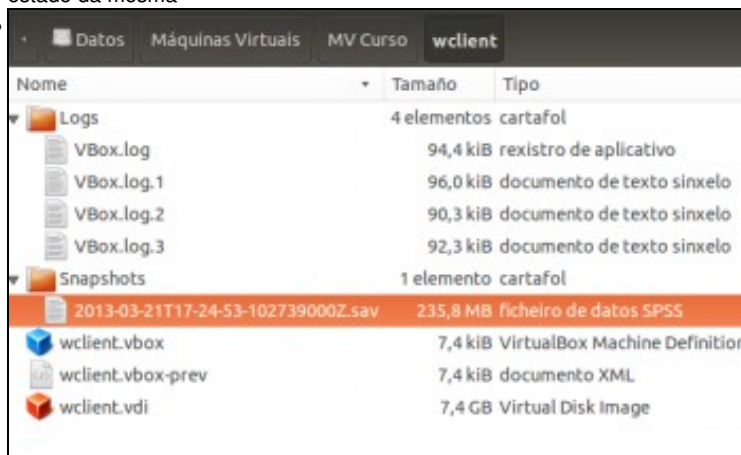 estado da mesma
Datos Máquinas Virtuais MV Curso wclient
Nome Tamaño Tipo
Logs 4 elementos cartafol
VBox.log 94,4 kiB rexistro de aplicativo
VBox.log.1 96,0 kiB documento de texto sinxelo
VBox.log.2 90,3 kiB documento de texto sinxelo
VBox.log.3 92,3 kiB documento de texto sinxelo
Snapshots 1 elemento cartafol
2013-03-21T17-24-53-102739000Z.sav 235,8 MB ficheiro de datos SPSS
wclient.vbox 7,4 kiB VirtualBox Machine Definition
wclient.vbox-prev 7,4 kiB documento XML
wclient.vdi 7,4 GB Virtual Disk Image